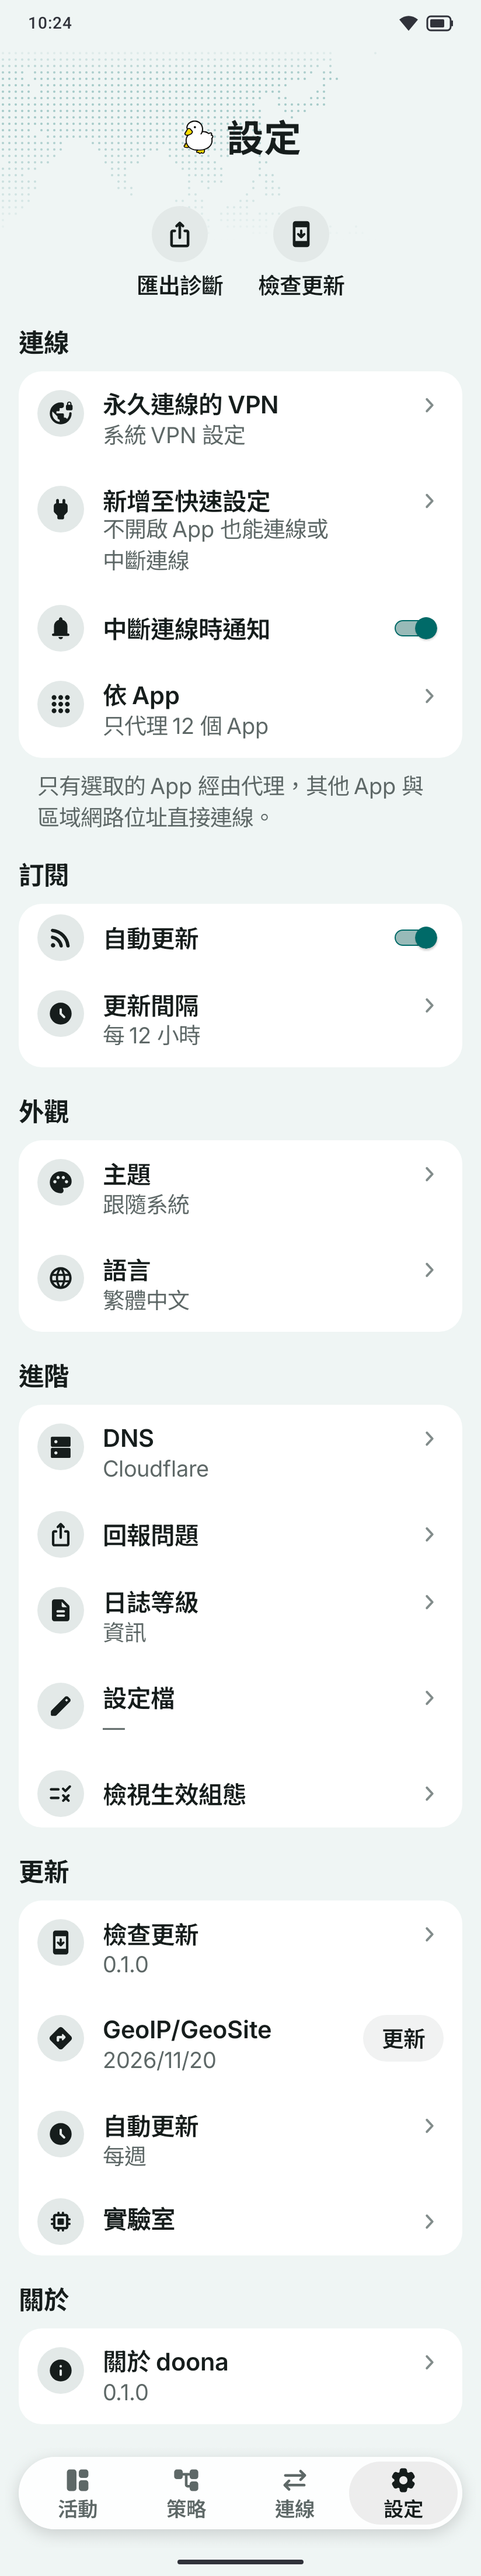 10:24
設定
匯出診斷
檢查更新
連線
永久連線的 VPN
系統 VPN 設定
新增至快速設定
不開啟 App 也能連線或
中斷連線
中斷連線時通知
依 App
只代理 12 個 App
只有選取的 App 經由代理，其他 App 與
區域網路位址直接連線。
訂閱
自動更新
更新間隔
每 12 小時
外觀
主題
跟隨系統
語言
繁體中文
進階
DNS
Cloudflare
回報問題
日誌等級
資訊
設定檔
—
檢視生效組態
更新
檢查更新
0.1.0
GeoIP/GeoSite
2026/11/20
更新
自動更新
每週
實驗室
關於
關於 doona
0.1.0
活動
策略
連線
設定